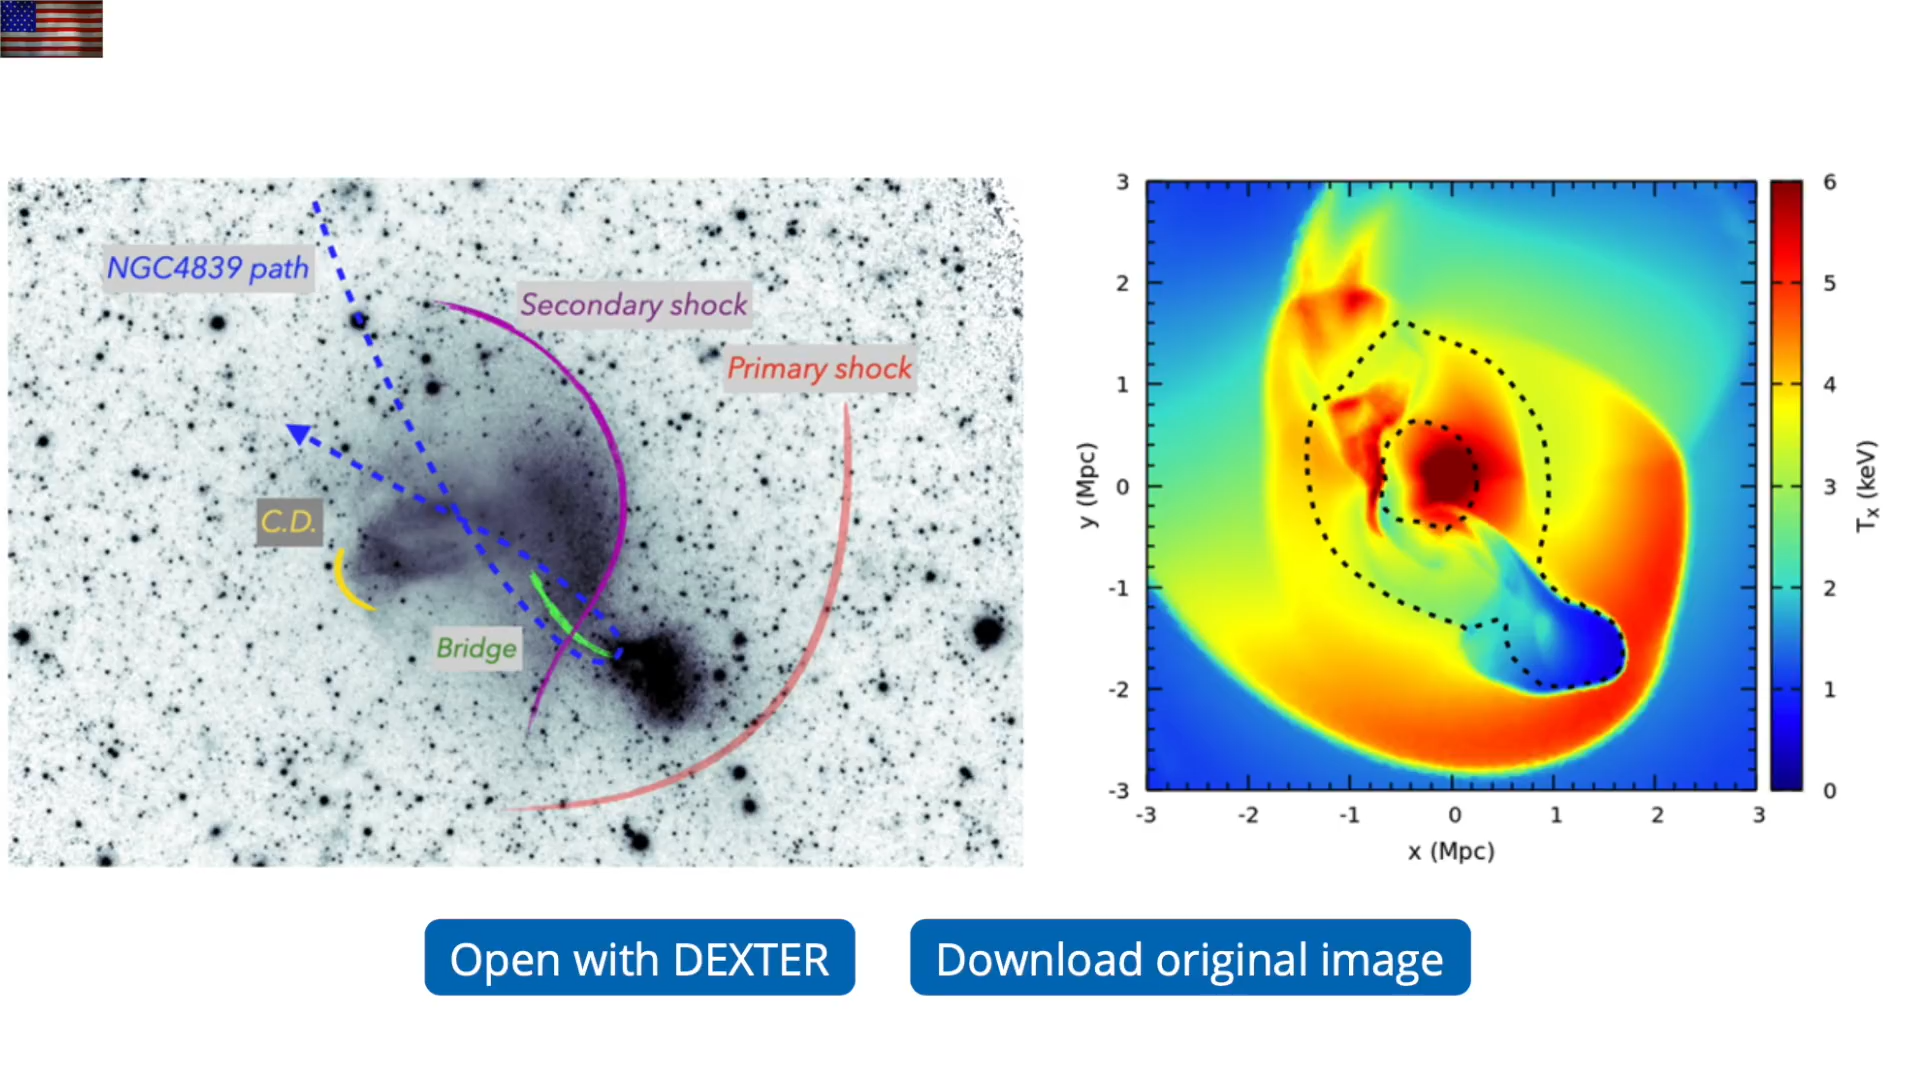 NGC4839 path
Secondary shock
Primary shock
C.D.
Bridge
3
2
1
0
-1
-2
-3
y (Mpc)
-3 -2 -1 0 1 2 3
x (Mpc)
6
5
4
3
2
1
0
Tx (keV)
Open with DEXTER
Download original image